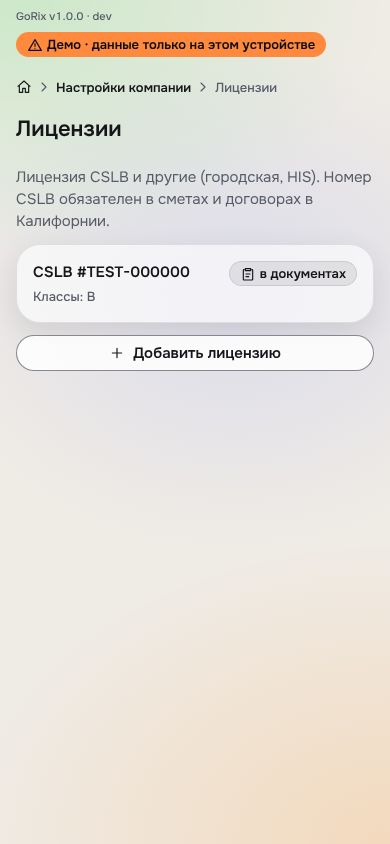 GoRix v1.0.0 · dev
Демо · данные только на этом устройстве
Настройки компании
Лицензии
Лицензии
Лицензия CSLB и другие (городская, HIS). Номер
CSLB обязателен в сметах и договорах в
Калифорнии.
CSLB #TEST-000000
в документах
Классы: B
Добавить лицензию